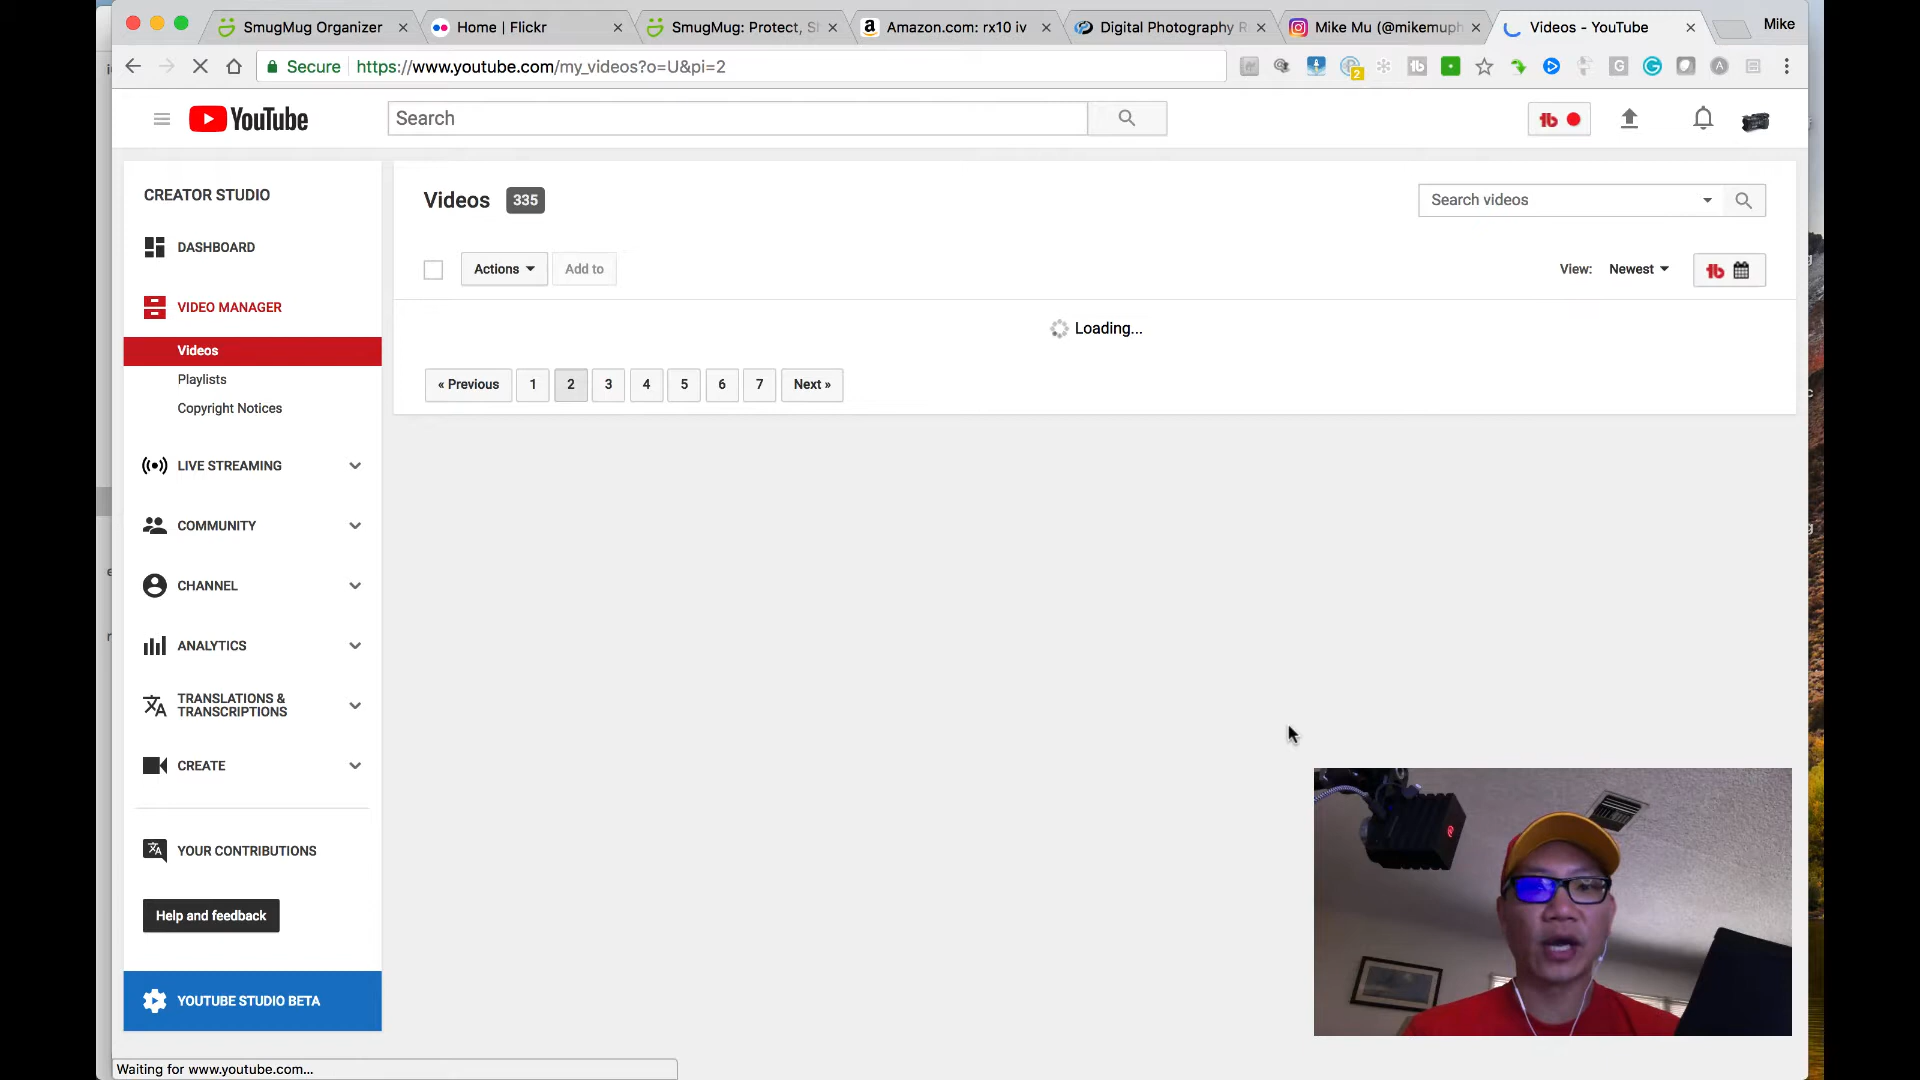 SmugMug Organizer
Home | Flickr
SmugMug: Protect, S
Amazon.com: rx10 iv
Digital Photography R
Mike Mu (@mikemuph
Videos - YouTube
Mike
Secure
https://www.youtube.com/my_videos?o=U&pi=2
2
YouTube
Search
CREATOR STUDIO
Videos 335
Search videos
DASHBOARD
Actions
Add to
View: Newest
VIDEO MANAGER
Loading...
Videos
Playlists
« Previous 1 2 3 4 5 6 7 Next »
Copyright Notices
LIVE STREAMING
COMMUNITY
CHANNEL
ANALYTICS
TRANSLATIONS &
TRANSCRIPTIONS
CREATE
YOUR CONTRIBUTIONS
Help and feedback
YOUTUBE STUDIO BETA
Waiting for www.youtube.com...